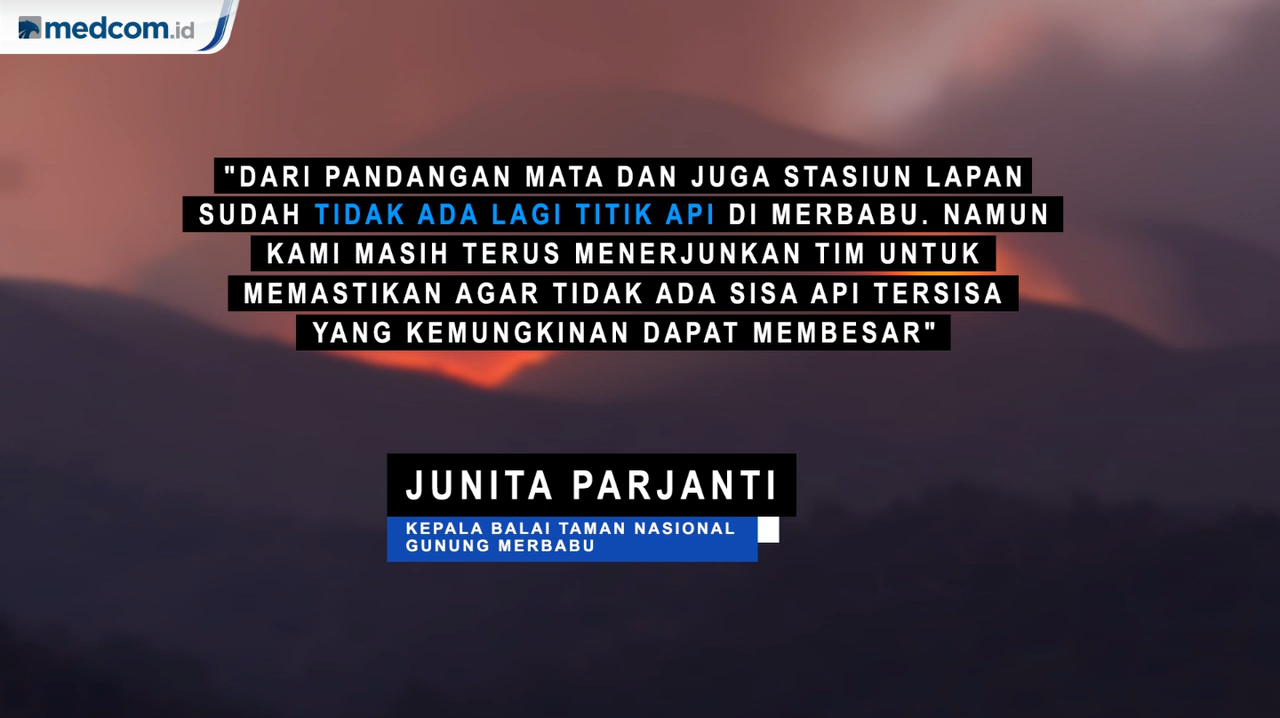 medcom.id
"DARI PANDANGAN MATA DAN JUGA STASIUN LAPAN
SUDAH TIDAK ADA LAGI TITIK API DI MERBABU. NAMUN
KAMI MASIH TERUS MENERJUNKAN TIM UNTUK
MEMASTIKAN AGAR TIDAK ADA SISA API TERSISA
YANG KEMUNGKINAN DAPAT MEMBESAR"
JUNITA PARJANTI
KEPALA BALAI TAMAN NASIONAL
GUNUNG MERBABU